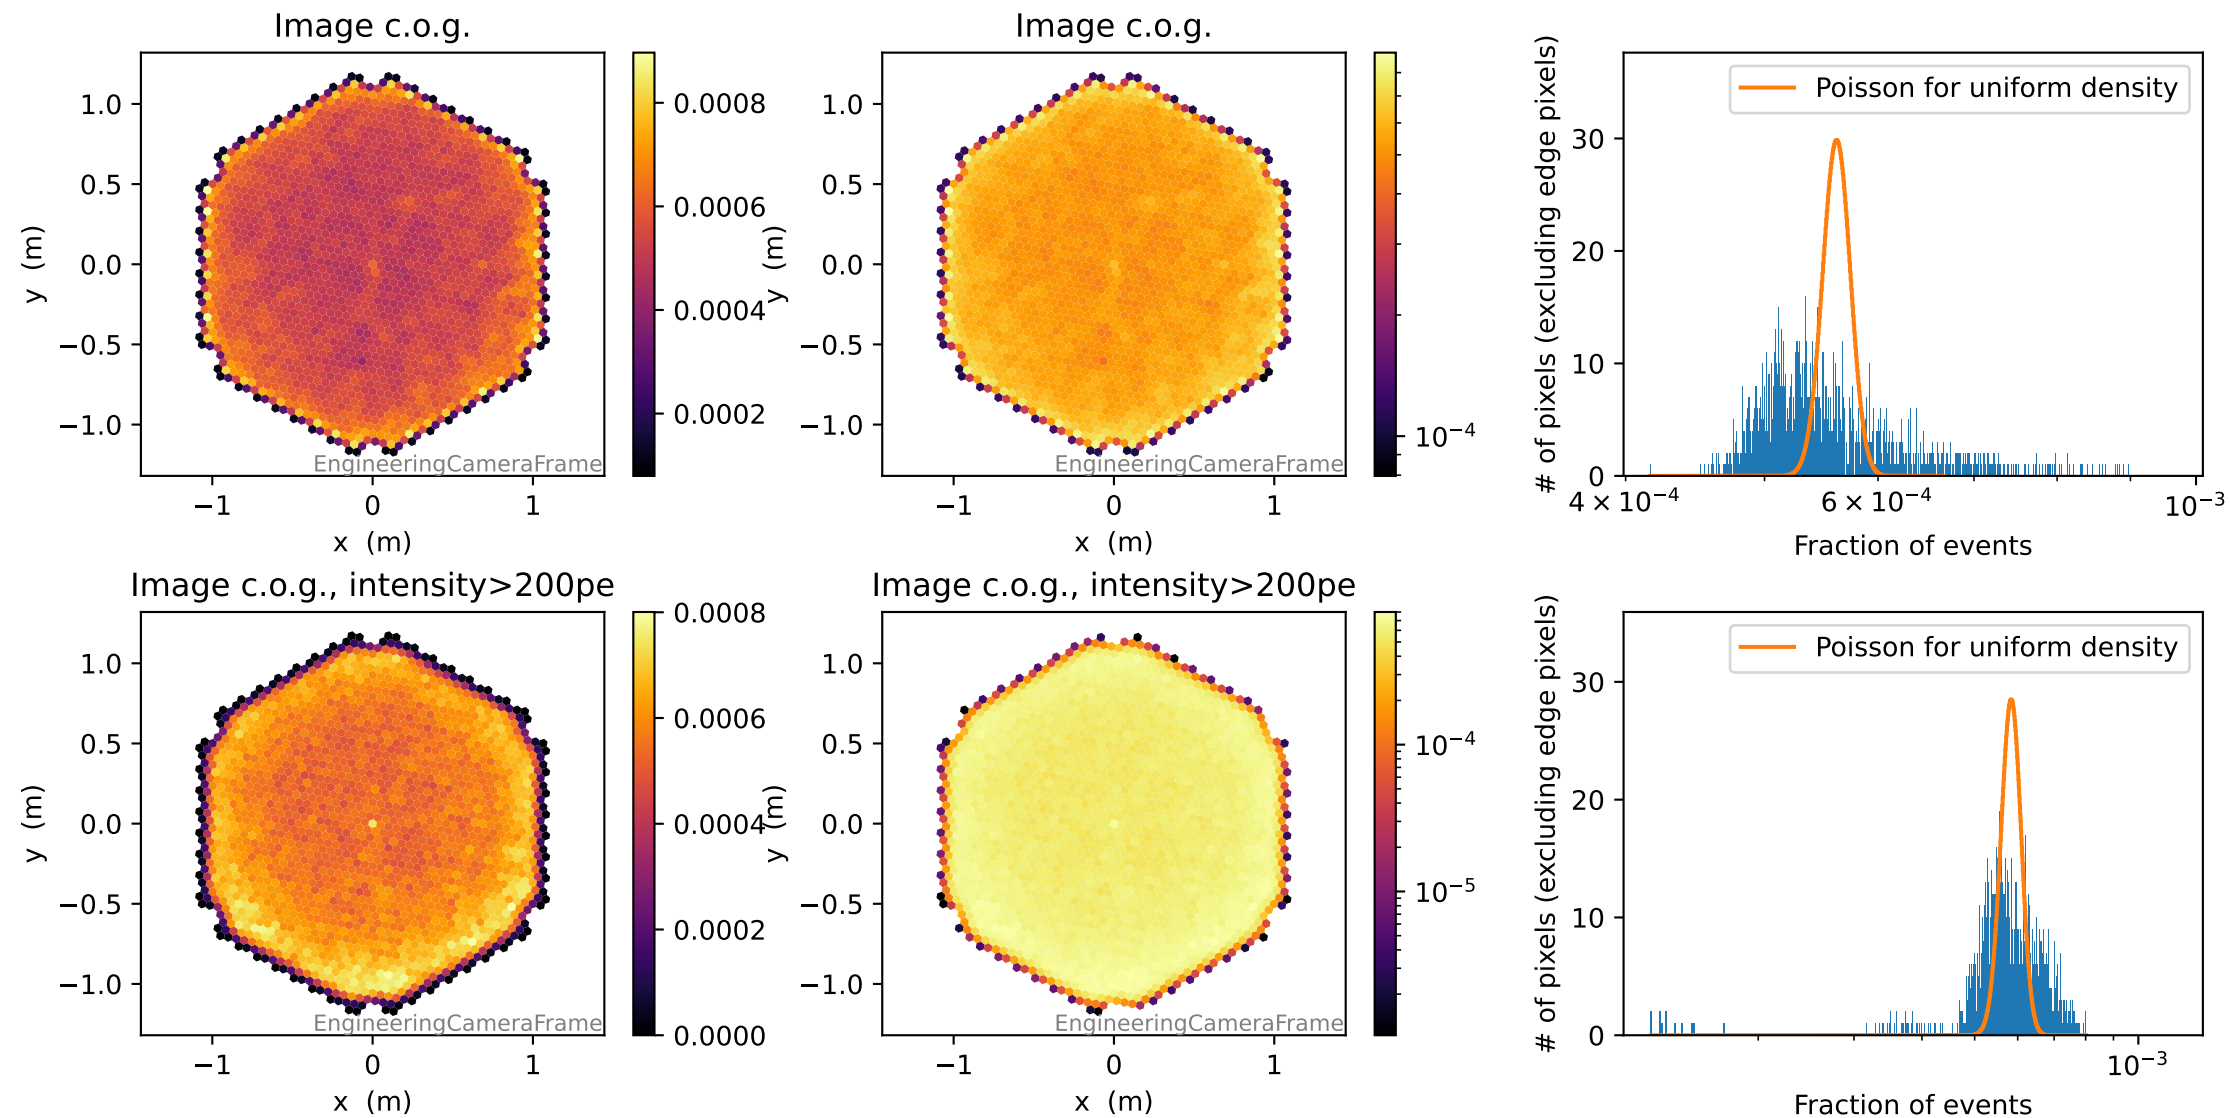 Image c.o.g.
1.0
0.5
0.0
−0.5
−1.0
y (m)
−1 0 1
x (m)
EngineeringCameraFrame
0.0008
0.0006
0.0004
0.0002
Image c.o.g.
1.0
0.5
0.0
−0.5
−1.0
y (m)
−1 0 1
x (m)
EngineeringCameraFrame
10⁻⁴
# of pixels (excluding edge pixels)
30
20
10
0
Poisson for uniform density
4 × 10⁻⁴ 6 × 10⁻⁴ 10⁻³
Fraction of events
Image c.o.g., intensity>200pe
1.0
0.5
0.0
−0.5
−1.0
y (m)
−1 0 1
x (m)
EngineeringCameraFrame
0.0008
0.0006
0.0004
0.0002
0.0000
Image c.o.g., intensity>200pe
1.0
0.5
0.0
−0.5
−1.0
y (m)
−1 0 1
x (m)
EngineeringCameraFrame
10⁻⁴
10⁻⁵
# of pixels (excluding edge pixels)
30
20
10
0
Poisson for uniform density
10⁻³
Fraction of events